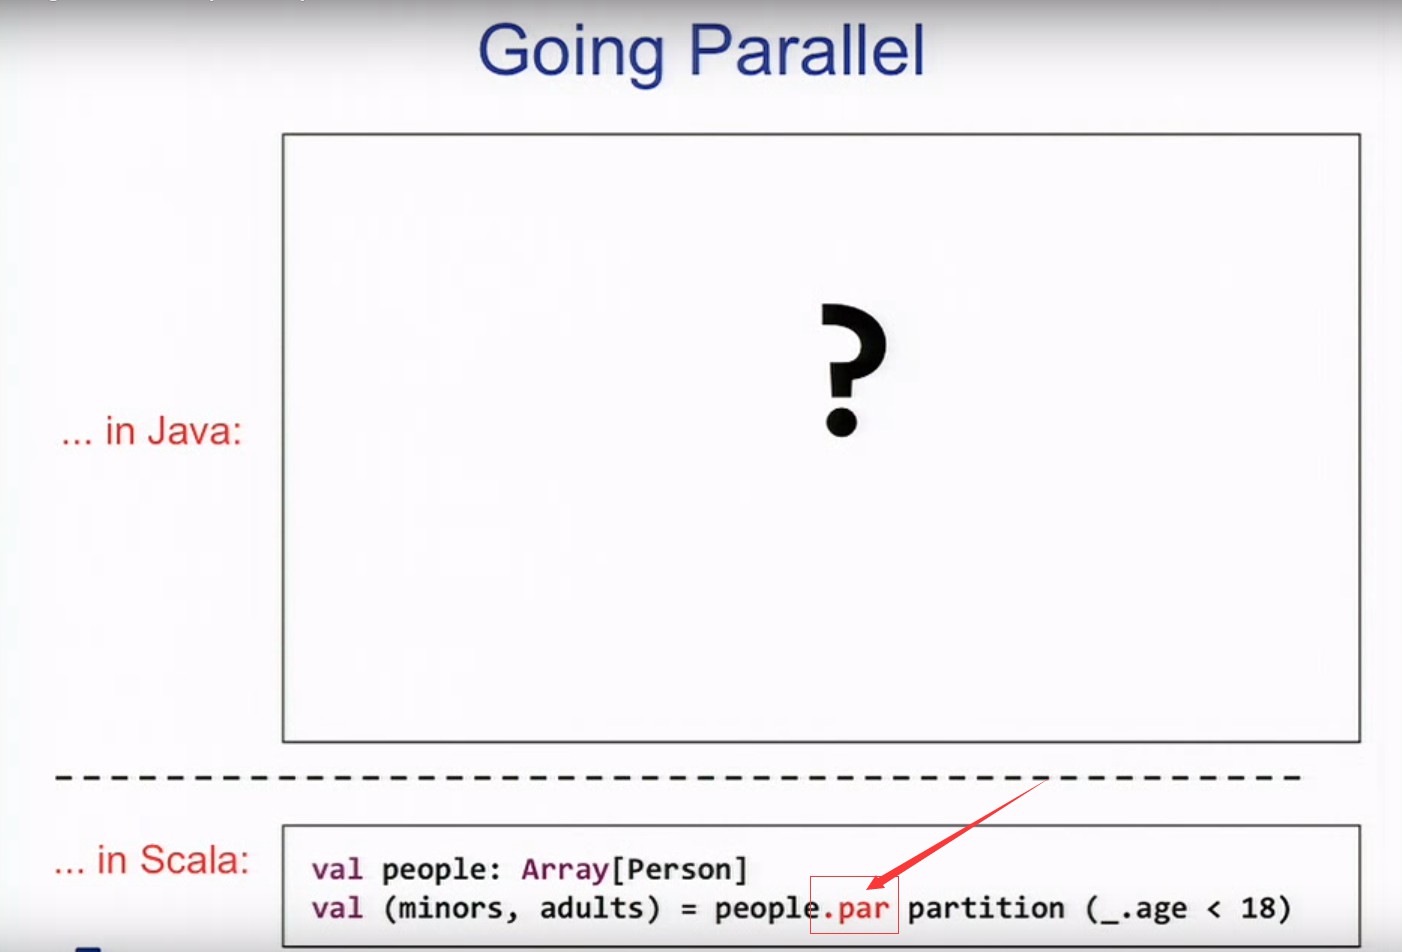 Going Parallel
?
... in Java:
... in Scala:
val people: Array[Person]
val (minors, adults) = people.par partition (_.age < 18)